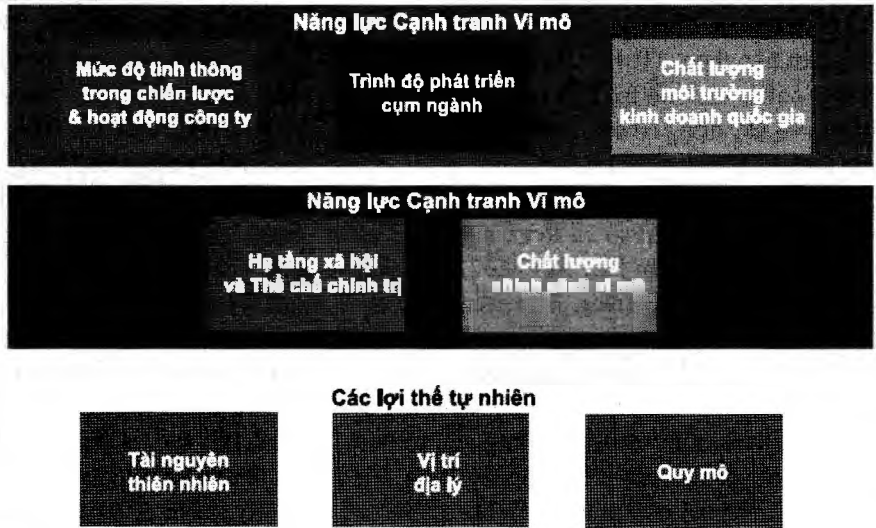 Năng lực Cạnh tranh Vi mô
Mức độ tinh thông
trong chiến lược
& hoạt động công ty
Trình độ phát triển
cụm ngành
Chất lượng
môi trường
kinh doanh quốc gia
Năng lực Cạnh tranh Vĩ mô
Hạ tầng xã hội
và Thể chế chính trị
Chất lượng
Các lợi thế tự nhiên
Tài nguyên
thiên nhiên
Vị trí
địa lý
Quy mô